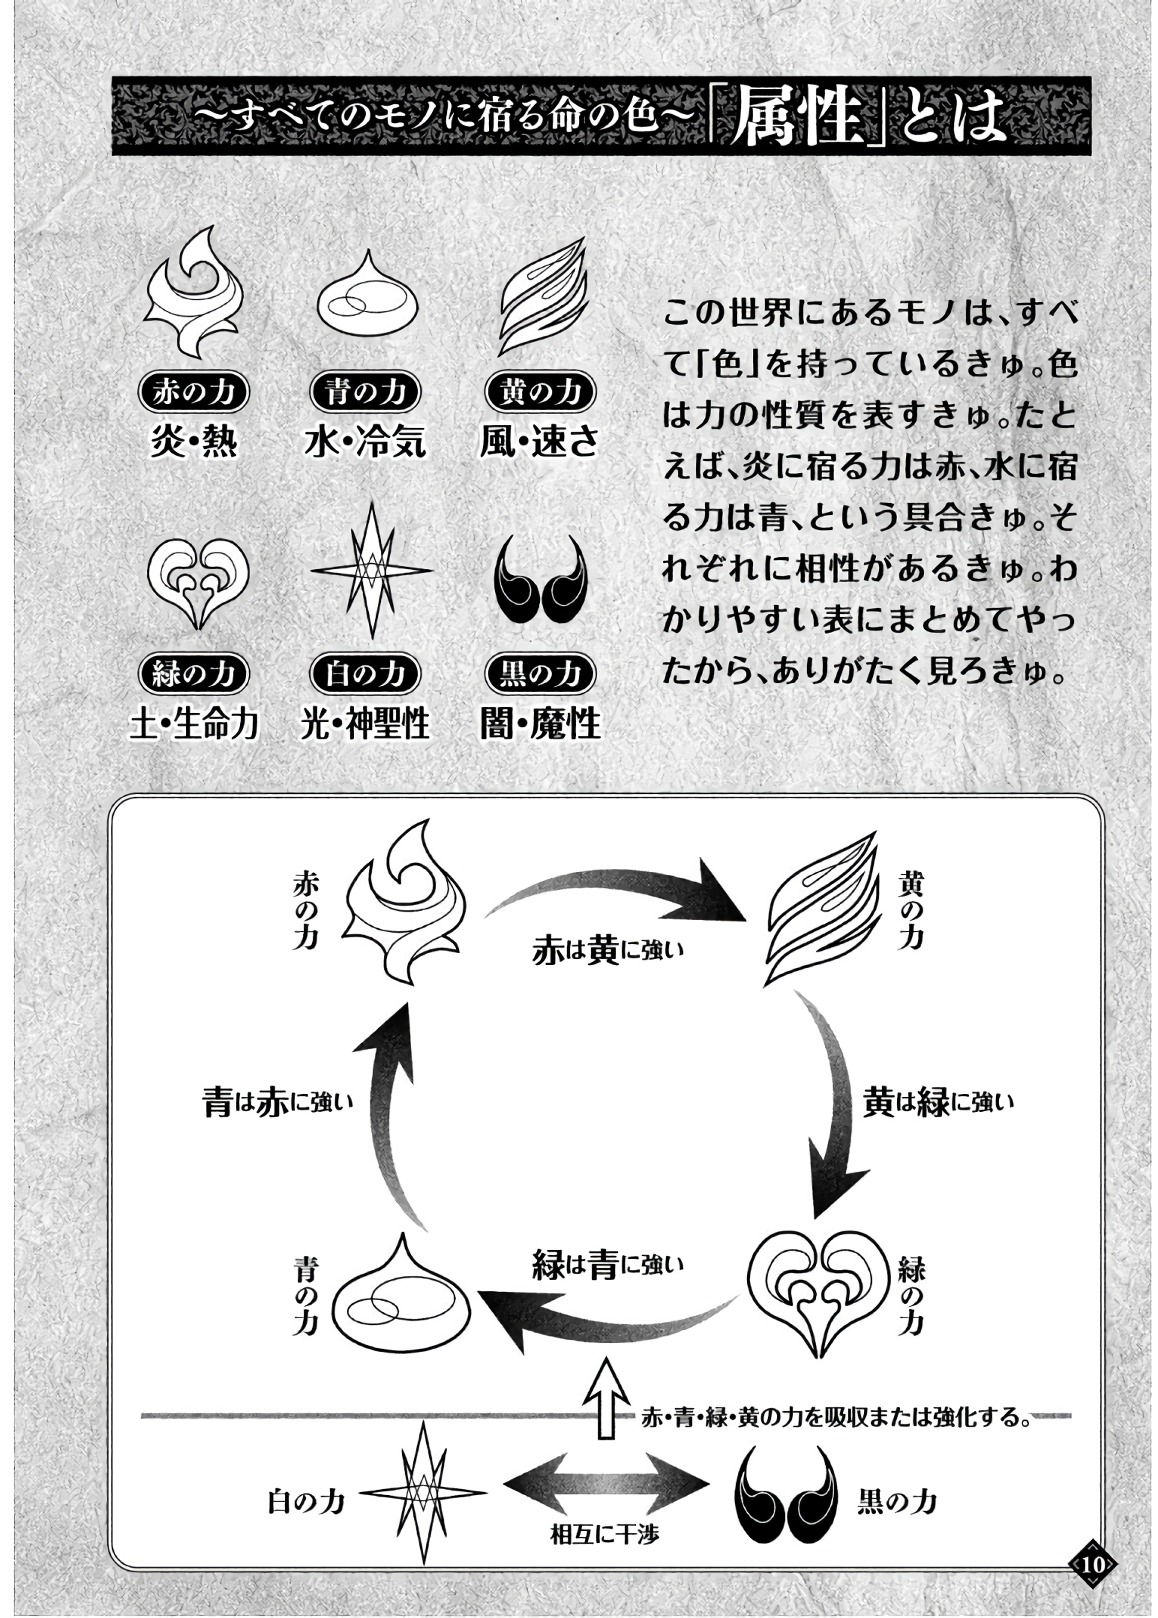 ～すべてのモノに宿る命の色～「属性」とは
赤の力
炎・熱
青の力
水・冷気
黄の力
風・速さ
緑の力
土・生命力
白の力
光・神聖性
黒の力
闇・魔性
この世界にあるモノは、すべ
て「色」を持っているきゅ。色
は力の性質を表すきゅ。たと
えば、炎に宿る力は赤、水に宿
る力は青、という具合きゅ。そ
れぞれに相性があるきゅ。わ
かりやすい表にまとめてやっ
たから、ありがたく見ろきゅ。
赤の力
赤は黄に強い
黄の力
青は赤に強い
黄は緑に強い
青の力
緑は青に強い
緑の力
赤・青・緑・黄の力を吸収または強化する。
白の力
相互に干渉
黒の力
10